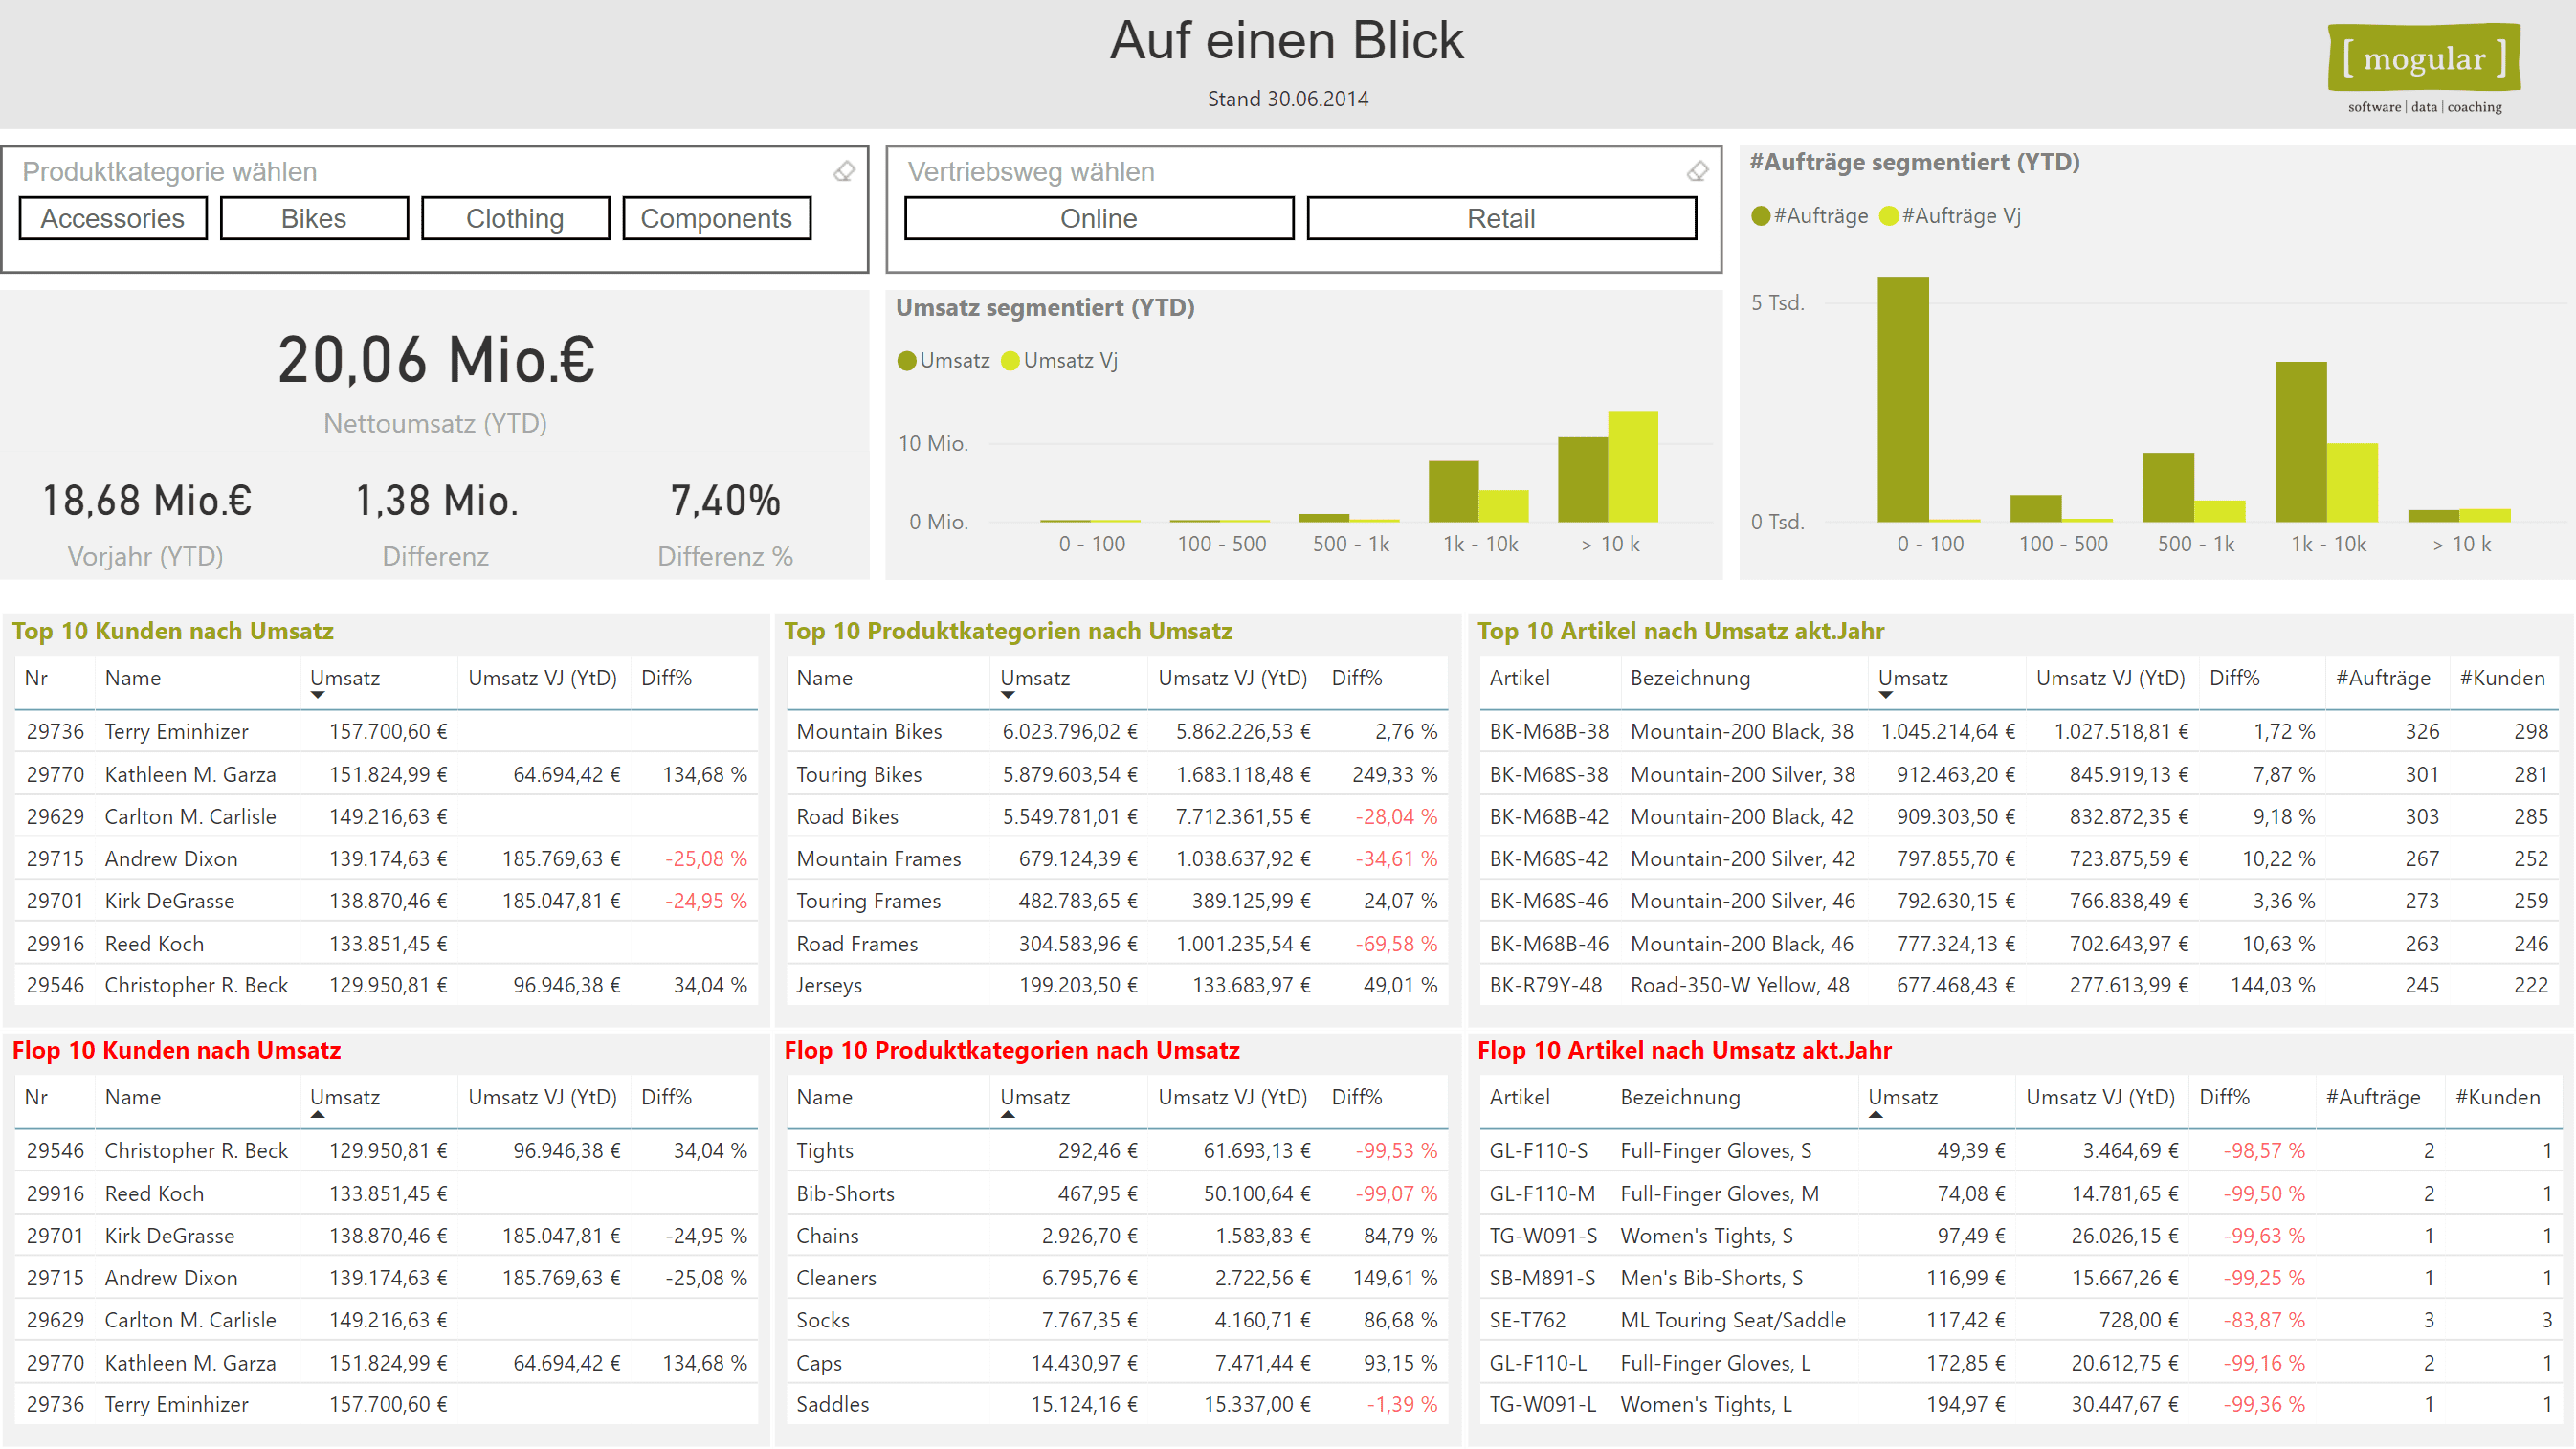 Auf einen Blick
Stand 30.06.2014
[ mogular ]
software | data | coaching
Produktkategorie wählen
Accessories Bikes Clothing Components
Vertriebsweg wählen
Online Retail
20,06 Mio.€
Nettoumsatz (YTD)
18,68 Mio.€ 1,38 Mio. 7,40%
Vorjahr (YTD) Differenz Differenz %
Umsatz segmentiert (YTD)
Umsatz Umsatz Vj
10 Mio.
0 Mio.
0 - 100 100 - 500 500 - 1k 1k - 10k > 10 k
#Aufträge segmentiert (YTD)
#Aufträge #Aufträge Vj
5 Tsd.
0 Tsd.
0 - 100 100 - 500 500 - 1k 1k - 10k > 10 k
Top 10 Kunden nach Umsatz
Nr Name Umsatz Umsatz VJ (YtD) Diff%
29736 Terry Eminhizer 157.700,60 €
29770 Kathleen M. Garza 151.824,99 € 64.694,42 € 134,68 %
29629 Carlton M. Carlisle 149.216,63 €
29715 Andrew Dixon 139.174,63 € 185.769,63 € -25,08 %
29701 Kirk DeGrasse 138.870,46 € 185.047,81 € -24,95 %
29916 Reed Koch 133.851,45 €
29546 Christopher R. Beck 129.950,81 € 96.946,38 € 34,04 %
Top 10 Produktkategorien nach Umsatz
Name Umsatz Umsatz VJ (YtD) Diff%
Mountain Bikes 6.023.796,02 € 5.862.226,53 € 2,76 %
Touring Bikes 5.879.603,54 € 1.683.118,48 € 249,33 %
Road Bikes 5.549.781,01 € 7.712.361,55 € -28,04 %
Mountain Frames 679.124,39 € 1.038.637,92 € -34,61 %
Touring Frames 482.783,65 € 389.125,99 € 24,07 %
Road Frames 304.583,96 € 1.001.235,54 € -69,58 %
Jerseys 199.203,50 € 133.683,97 € 49,01 %
Top 10 Artikel nach Umsatz akt.Jahr
Artikel Bezeichnung Umsatz Umsatz VJ (YtD) Diff% #Aufträge #Kunden
BK-M68B-38 Mountain-200 Black, 38 1.045.214,64 € 1.027.518,81 € 1,72 % 326 298
BK-M68S-38 Mountain-200 Silver, 38 912.463,20 € 845.919,13 € 7,87 % 301 281
BK-M68B-42 Mountain-200 Black, 42 909.303,50 € 832.872,35 € 9,18 % 303 285
BK-M68S-42 Mountain-200 Silver, 42 797.855,70 € 723.875,59 € 10,22 % 267 252
BK-M68S-46 Mountain-200 Silver, 46 792.630,15 € 766.838,49 € 3,36 % 273 259
BK-M68B-46 Mountain-200 Black, 46 777.324,13 € 702.643,97 € 10,63 % 263 246
BK-R79Y-48 Road-350-W Yellow, 48 677.468,43 € 277.613,99 € 144,03 % 245 222
Flop 10 Kunden nach Umsatz
Nr Name Umsatz Umsatz VJ (YtD) Diff%
29546 Christopher R. Beck 129.950,81 € 96.946,38 € 34,04 %
29916 Reed Koch 133.851,45 €
29701 Kirk DeGrasse 138.870,46 € 185.047,81 € -24,95 %
29715 Andrew Dixon 139.174,63 € 185.769,63 € -25,08 %
29629 Carlton M. Carlisle 149.216,63 €
29770 Kathleen M. Garza 151.824,99 € 64.694,42 € 134,68 %
29736 Terry Eminhizer 157.700,60 €
Flop 10 Produktkategorien nach Umsatz
Name Umsatz Umsatz VJ (YtD) Diff%
Tights 292,46 € 61.693,13 € -99,53 %
Bib-Shorts 467,95 € 50.100,64 € -99,07 %
Chains 2.926,70 € 1.583,83 € 84,79 %
Cleaners 6.795,76 € 2.722,56 € 149,61 %
Socks 7.767,35 € 4.160,71 € 86,68 %
Caps 14.430,97 € 7.471,44 € 93,15 %
Saddles 15.124,16 € 15.337,00 € -1,39 %
Flop 10 Artikel nach Umsatz akt.Jahr
Artikel Bezeichnung Umsatz Umsatz VJ (YtD) Diff% #Aufträge #Kunden
GL-F110-S Full-Finger Gloves, S 49,39 € 3.464,69 € -98,57 % 2 1
GL-F110-M Full-Finger Gloves, M 74,08 € 14.781,65 € -99,50 % 2 1
TG-W091-S Women's Tights, S 97,49 € 26.026,15 € -99,63 % 1 1
SB-M891-S Men's Bib-Shorts, S 116,99 € 15.667,26 € -99,25 % 1 1
SE-T762 ML Touring Seat/Saddle 117,42 € 728,00 € -83,87 % 3 3
GL-F110-L Full-Finger Gloves, L 172,85 € 20.612,75 € -99,16 % 2 1
TG-W091-L Women's Tights, L 194,97 € 30.447,67 € -99,36 % 1 1